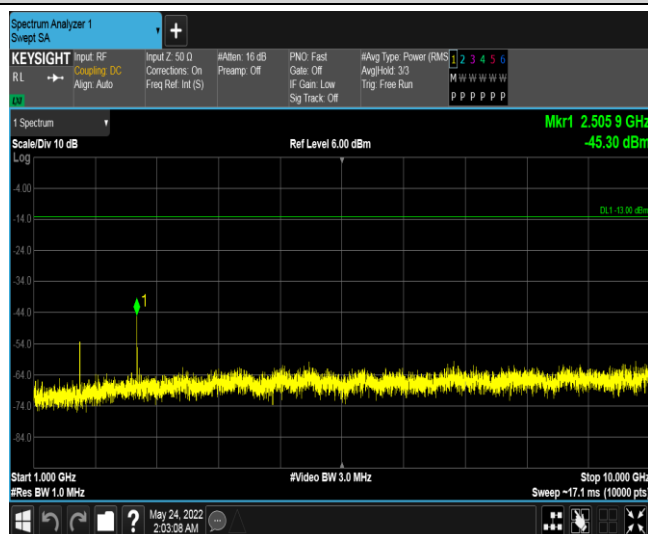 Spectrum Analyzer 1
Swept SA
+
KEYSIGHT
RL
LXI
Input: RF
Coupling: DC
Align: Auto
Input Z: 50 Ω
Corrections: On
Freq Ref: Int (S)
#Atten: 16 dB
Preamp: Off
PNO: Fast
Gate: Off
IF Gain: Low
Sig Track: Off
#Avg Type: Power (RMS
Avg|Hold: 3/3
Trig: Free Run
1 2 3 4 5 6
M W W W W W
P P P P P P
1 Spectrum
Scale/Div 10 dB
Log
Ref Level 6.00 dBm
Mkr1 2.505 9 GHz
-45.30 dBm
DL1 -13.00 dBm
-4.00
-14.0
-24.0
-34.0
-44.0
-54.0
-64.0
-74.0
-84.0
1
Start 1.000 GHz
#Res BW 1.0 MHz
#Video BW 3.0 MHz
Stop 10.000 GHz
Sweep ~17.1 ms (10000 pts)
?
May 24, 2022
2:03:08 AM